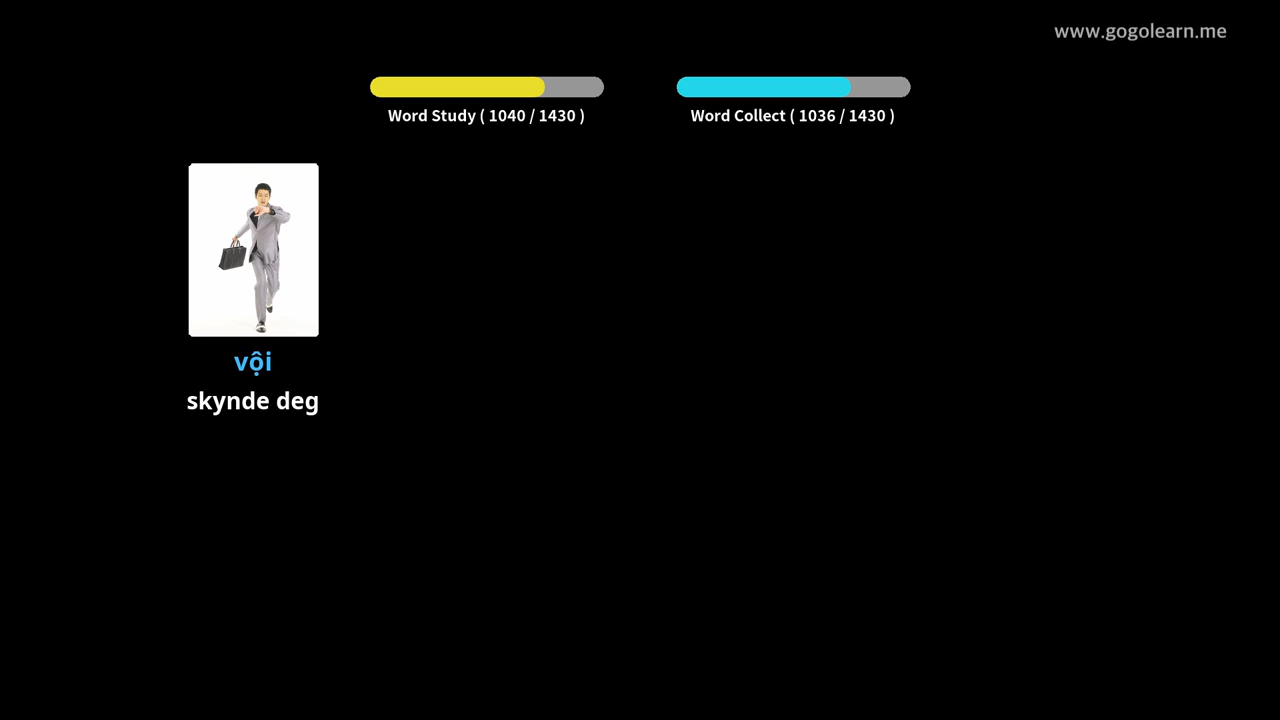 www.gogolearn.me
Word Study ( 1040 / 1430 )
Word Collect ( 1036 / 1430 )
vội
skynde deg